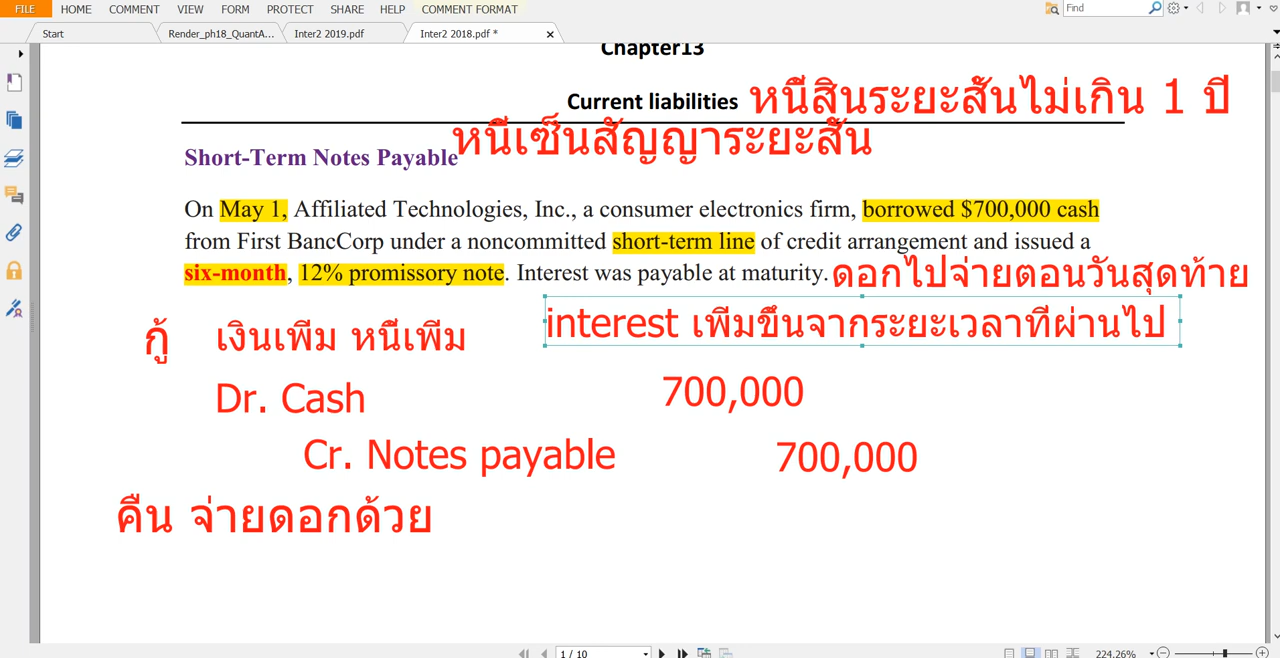 FILE HOME COMMENT VIEW FORM PROTECT SHARE HELP COMMENT FORMAT Find
Start Render_ph18_QuantA... Inter2 2019.pdf Inter2 2018.pdf *
Chapter13
Current liabilities หนี้สินระยะสั้นไม่เกิน 1 ปี
Short-Term Notes Payable หนี้เซ็นสัญญาระยะสั้น
On May 1, Affiliated Technologies, Inc., a consumer electronics firm, borrowed $700,000 cash
from First BancCorp under a noncommitted short-term line of credit arrangement and issued a
six-month, 12% promissory note. Interest was payable at maturity. ดอกไปจ่ายตอนวันสุดท้าย
interest เพิ่มขึ้นจากระยะเวลาที่ผ่านไป
กู้ เงินเพิ่ม หนี้เพิ่ม
Dr. Cash 700,000
Cr. Notes payable 700,000
คืน จ่ายดอกด้วย
1 / 10 224.26%